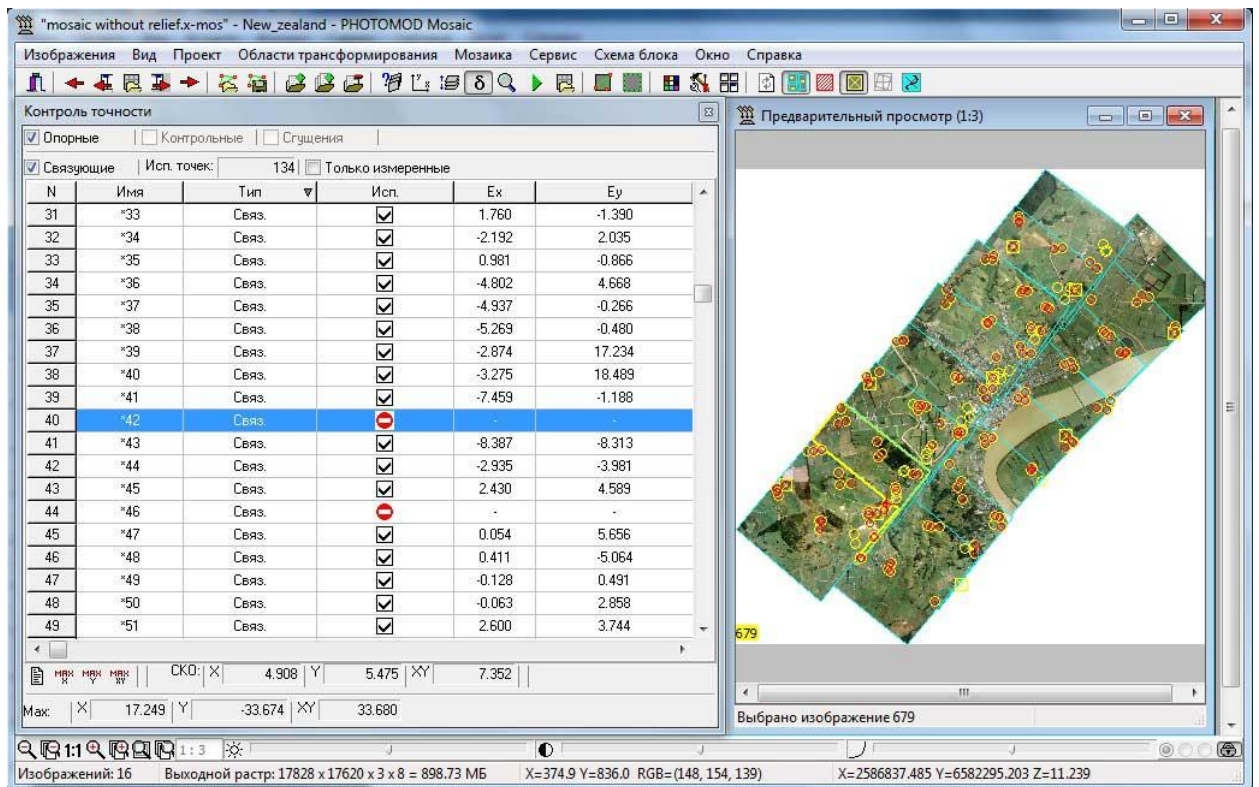 "mosaic without relief.x-mos" - New_zealand - PHOTOMOD Mosaic
Изображения Вид Проект Области трансформирования Мозаика Сервис Схема блока Окно Справка
Контроль точности
Опорные Контрольные Сгущения
Связующие Исп. точек: 134 Только измеренные
N Имя Тип Исп. Ex Ey
31 *33 Связ. 1.760 -1.390
32 *34 Связ. -2.192 2.035
33 *35 Связ. 0.981 -0.866
34 *36 Связ. -4.802 4.668
35 *37 Связ. -4.937 -0.266
36 *38 Связ. -5.269 -0.480
37 *39 Связ. -2.874 17.234
38 *40 Связ. -3.275 18.489
39 *41 Связ. -7.459 -1.188
40 *42 Связ. - -
41 *43 Связ. -8.387 -8.313
42 *44 Связ. -2.935 -3.981
43 *45 Связ. 2.430 4.589
44 *46 Связ. - -
45 *47 Связ. 0.054 5.656
46 *48 Связ. 0.411 -5.064
47 *49 Связ. -0.128 0.491
48 *50 Связ. -0.063 2.858
49 *51 Связ. 2.600 3.744
MAX X MAX Y MAX XY СКО: X 4.908 Y 5.475 XY 7.352
Max: X 17.249 Y -33.674 XY 33.680
Предварительный просмотр (1:3)
679
Выбрано изображение 679
1:1 1 : 3
Изображений: 16 Выходной растр: 17828 x 17620 x 3 x 8 = 898.73 МБ X=374.9 Y=836.0 RGB=(148, 154, 139) X=2586837.485 Y=6582295.203 Z=11.239